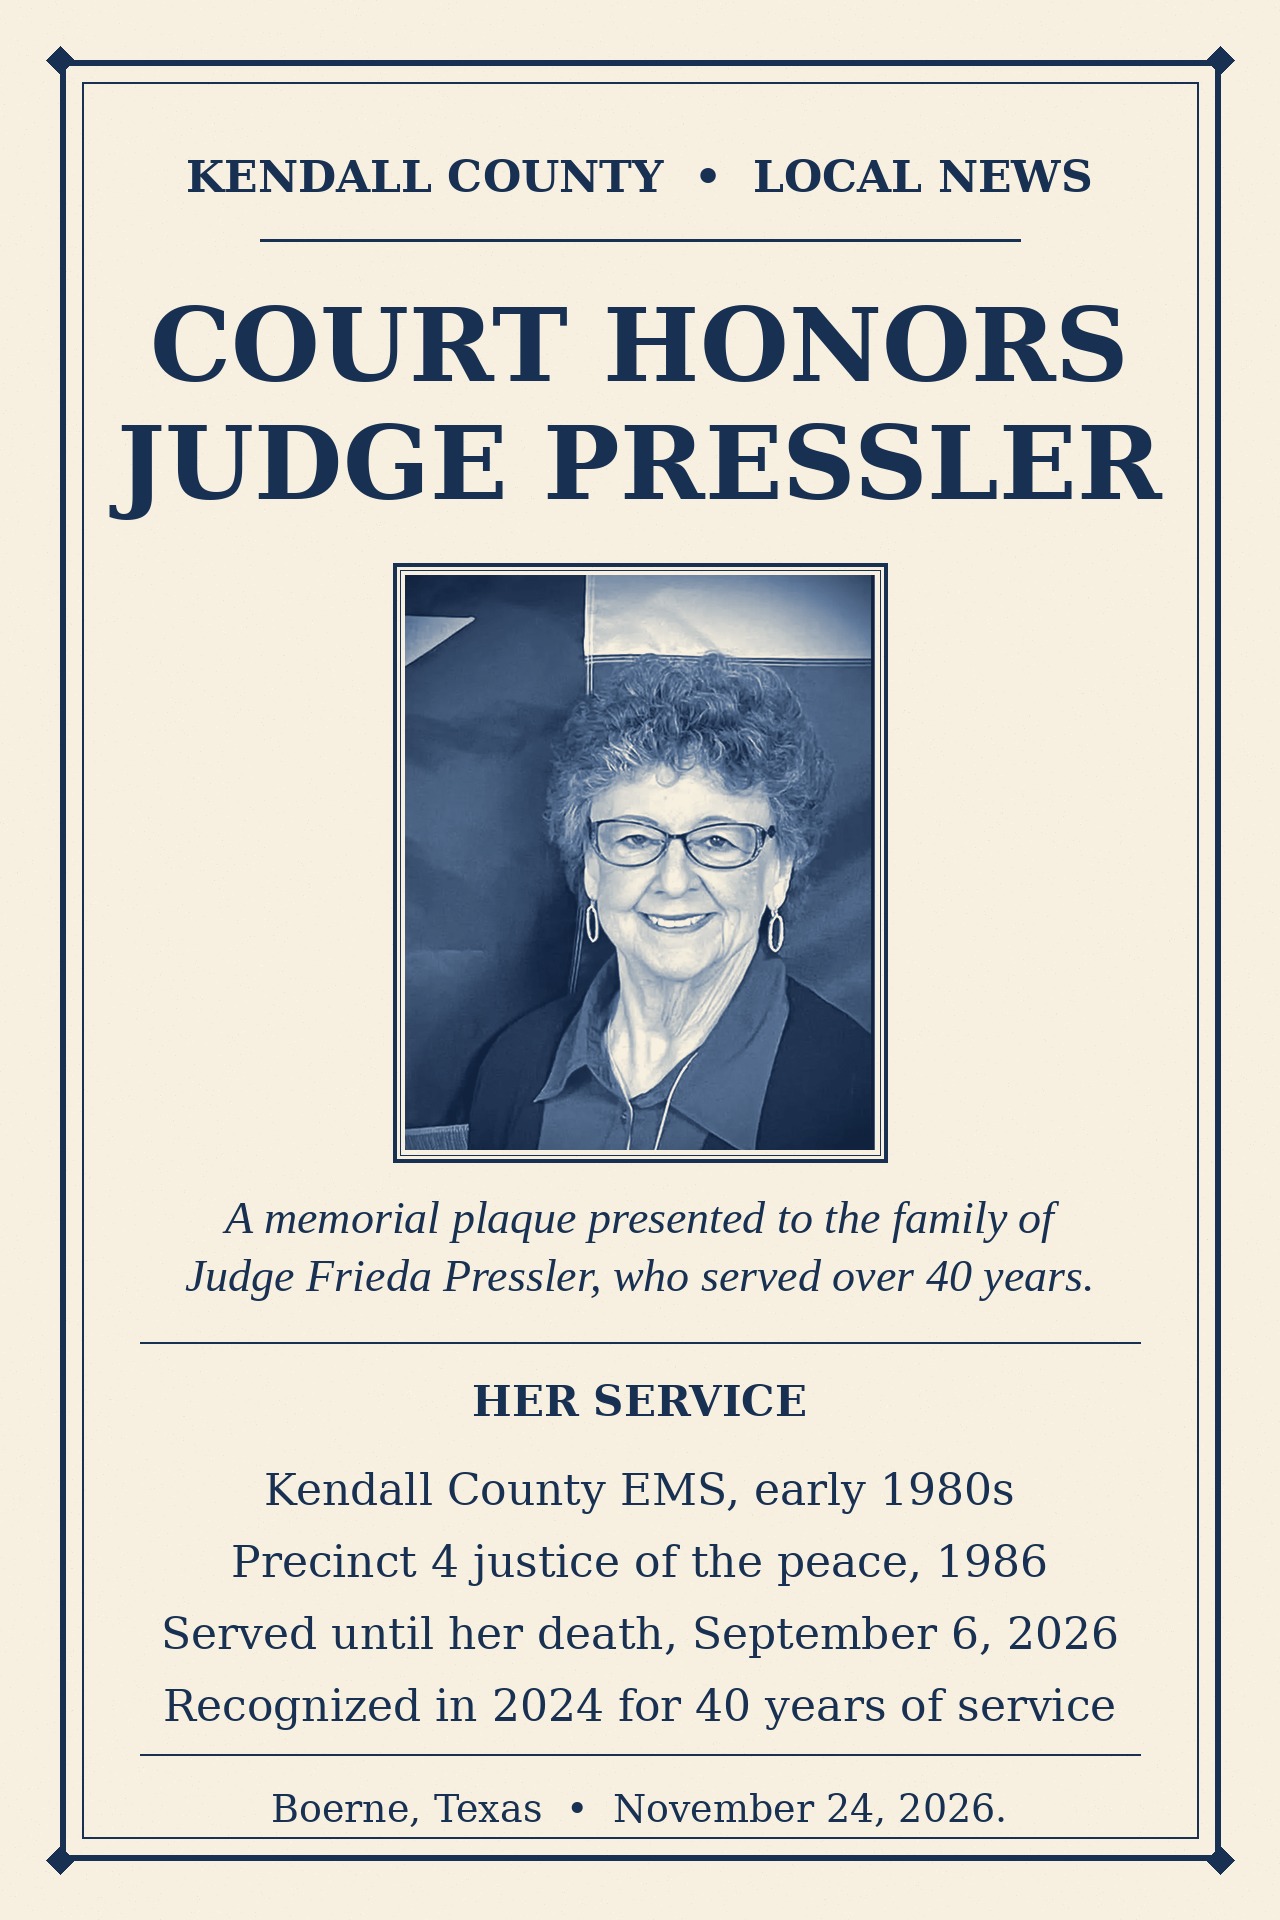 KENDALL COUNTY • LOCAL NEWS
COURT HONORS
JUDGE PRESSLER
A memorial plaque presented to the family of
Judge Frieda Pressler, who served over 40 years.
HER SERVICE
Kendall County EMS, early 1980s
Precinct 4 justice of the peace, 1986
Served until her death, September 6, 2026
Recognized in 2024 for 40 years of service
Boerne, Texas • November 24, 2026.